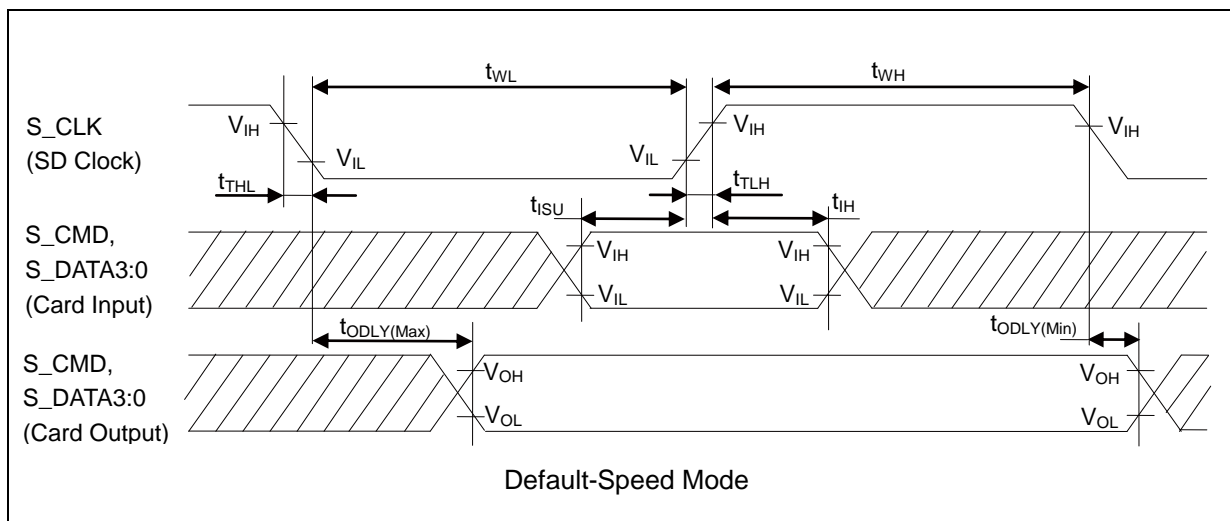 tWL
tWH
S_CLK
(SD Clock)
VIH
VIL
VIL
VIH
VIH
tTHL
tTLH
tISU
tIH
S_CMD,
S_DATA3:0
(Card Input)
VIH
VIL
VIH
VIL
tODLY(Max)
tODLY(Min)
S_CMD,
S_DATA3:0
(Card Output)
VOH
VOL
VOH
VOL
Default-Speed Mode